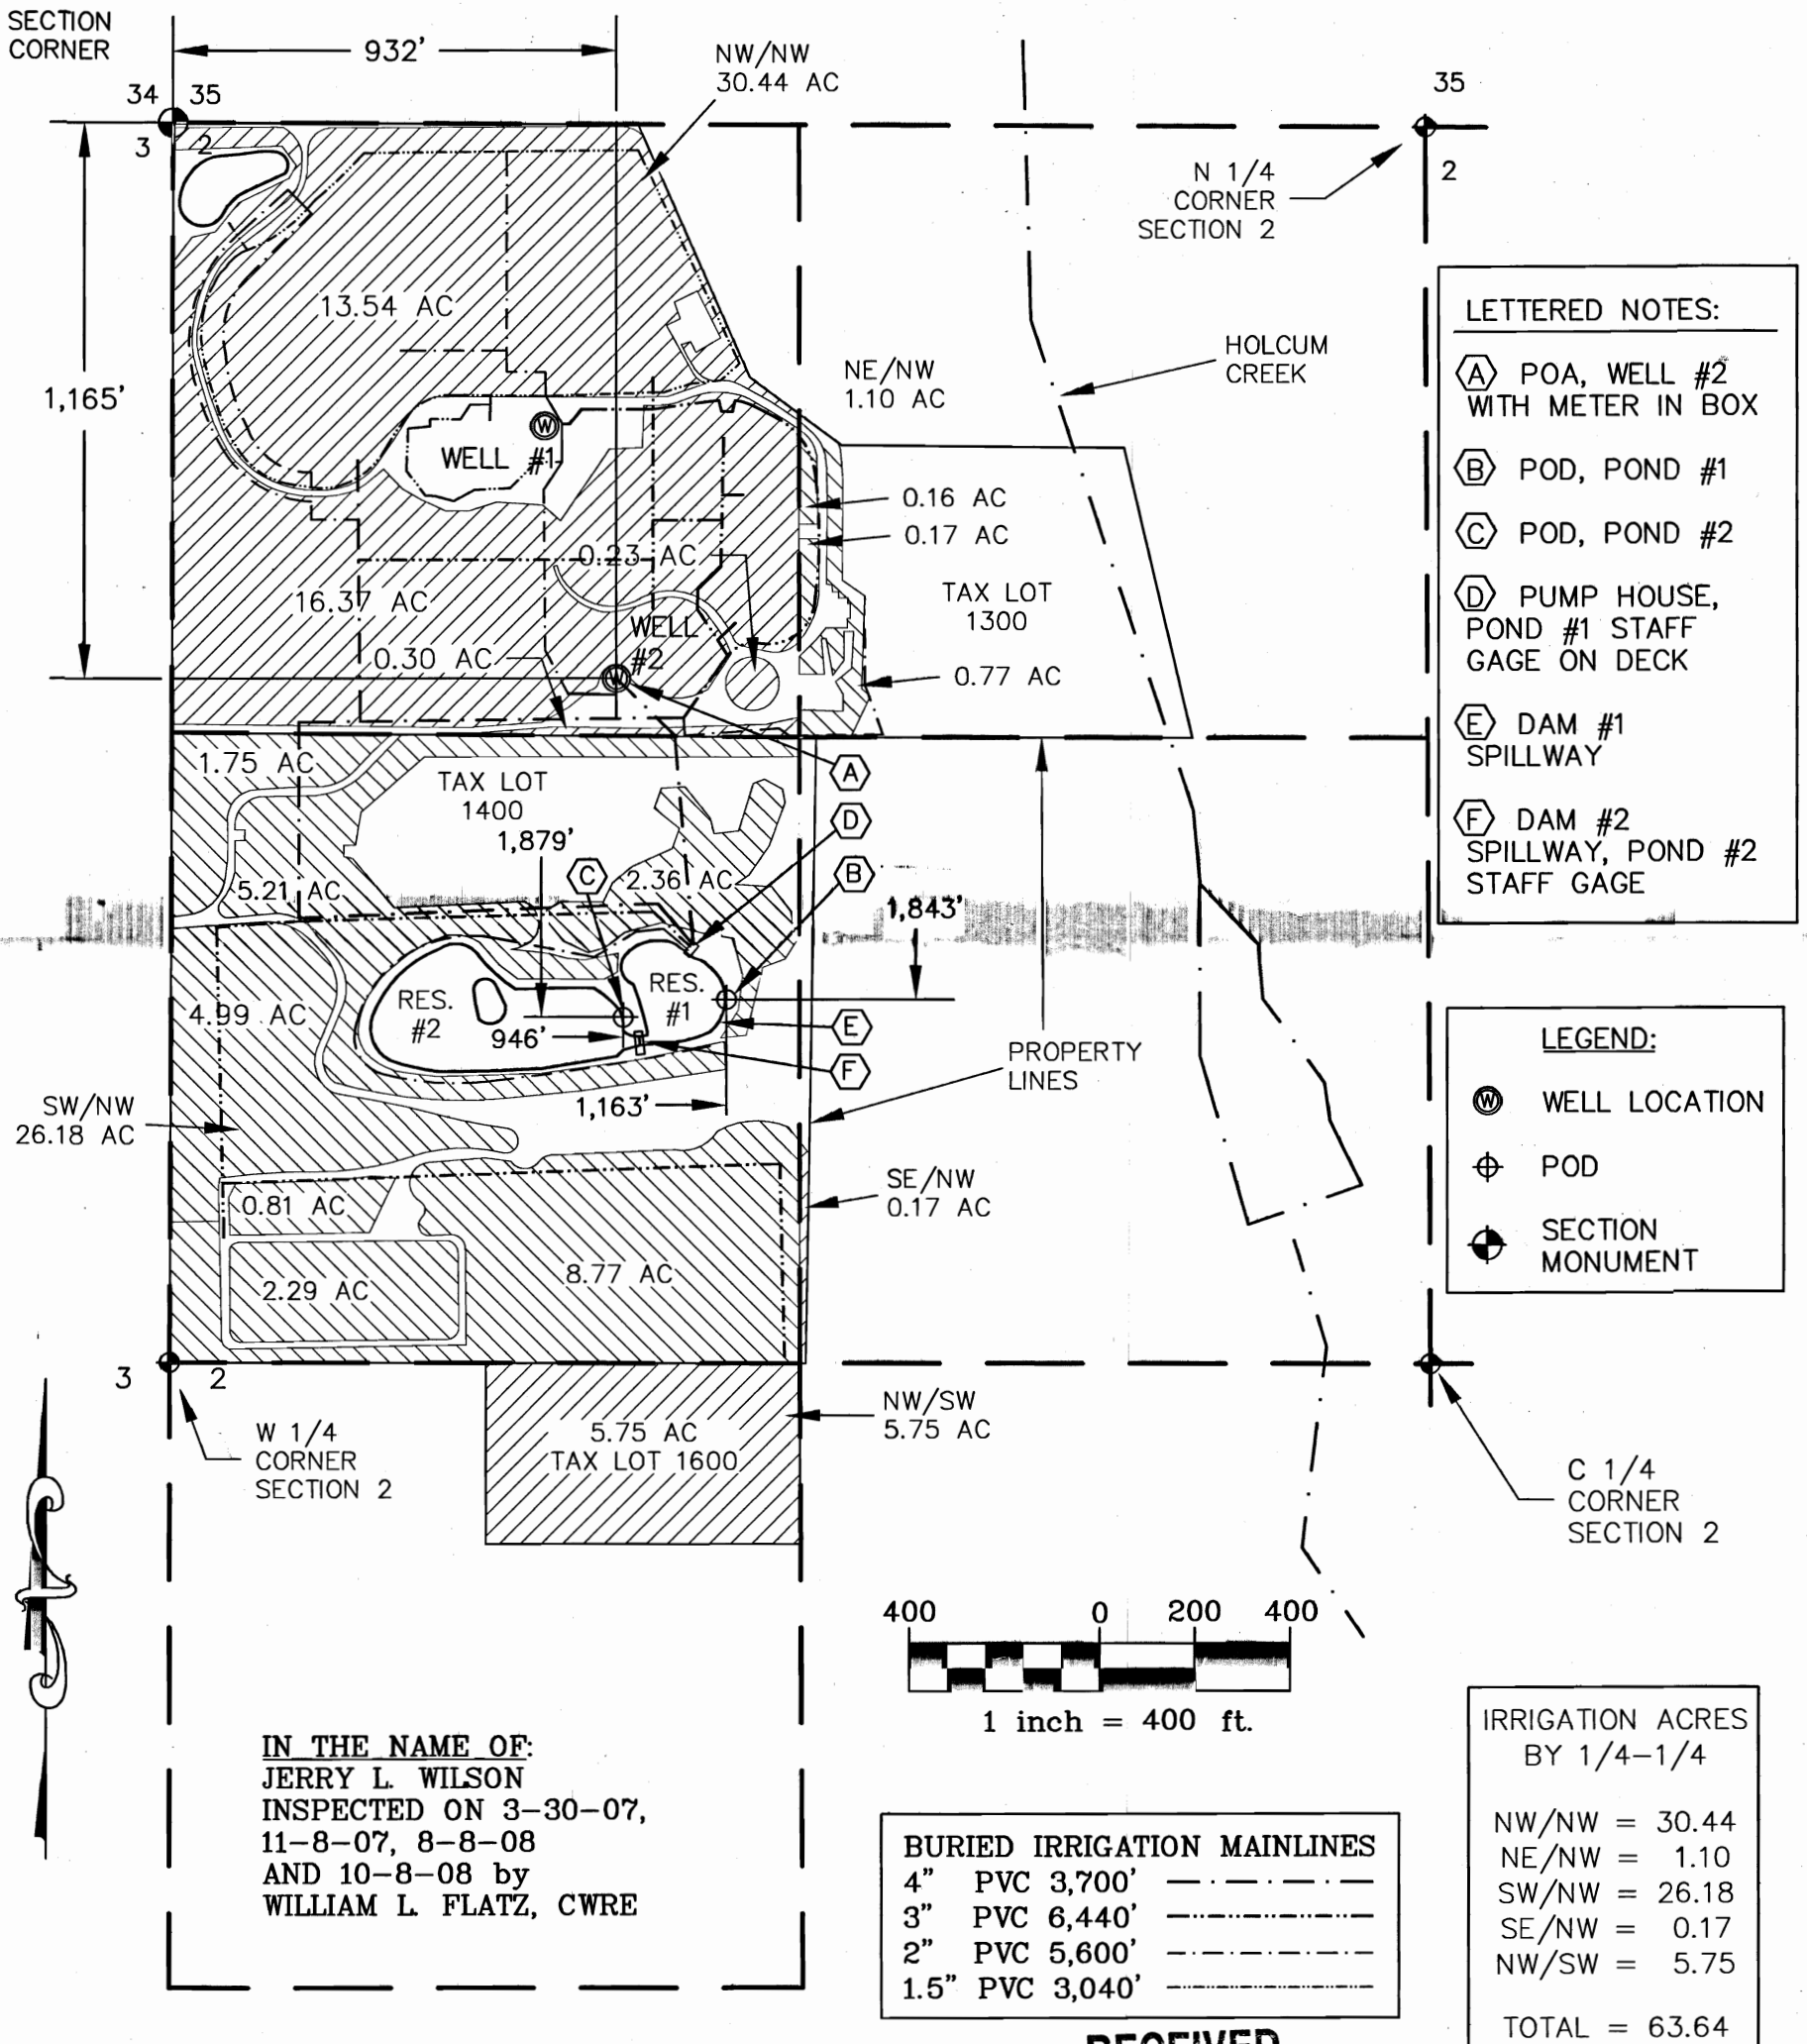 SECTION
CORNER
932'
NW/NW
30.44 AC
34
35
3
2
35
2
N 1/4
CORNER
SECTION 2
1,165'
13.54 AC
NE/NW
1.10 AC
HOLCUM
CREEK
LETTERED NOTES:
A POA, WELL #2
WITH METER IN BOX
B POD, POND #1
C POD, POND #2
D PUMP HOUSE,
POND #1 STAFF
GAGE ON DECK
E DAM #1
SPILLWAY
F DAM #2
SPILLWAY, POND #2
STAFF GAGE
W
WELL #1
0.16 AC
0.17 AC
0.23 AC
16.37 AC
TAX LOT
1300
WELL
#2
W
0.30 AC
0.77 AC
1.75 AC
TAX LOT
1400
A
D
B
1,879'
C
5.21 AC
2.36 AC
1,843'
4.99 AC
RES.
#2
RES.
#1
946'
E
F
1,163'
PROPERTY
LINES
SW/NW
26.18 AC
SE/NW
0.17 AC
0.81 AC
2.29 AC
8.77 AC
LEGEND:
W WELL LOCATION
POD
SECTION
MONUMENT
3
2
W 1/4
CORNER
SECTION 2
5.75 AC
TAX LOT 1600
NW/SW
5.75 AC
C 1/4
CORNER
SECTION 2
400 0 200 400
1 inch = 400 ft.
IN THE NAME OF:
JERRY L. WILSON
INSPECTED ON 3-30-07,
11-8-07, 8-8-08
AND 10-8-08 by
WILLIAM L. FLATZ, CWRE
BURIED IRRIGATION MAINLINES
4" PVC 3,700'
3" PVC 6,440'
2" PVC 5,600'
1.5" PVC 3,040'
IRRIGATION ACRES
BY 1/4-1/4
NW/NW = 30.44
NE/NW = 1.10
SW/NW = 26.18
SE/NW = 0.17
NW/SW = 5.75
TOTAL = 63.64
RECEIVED